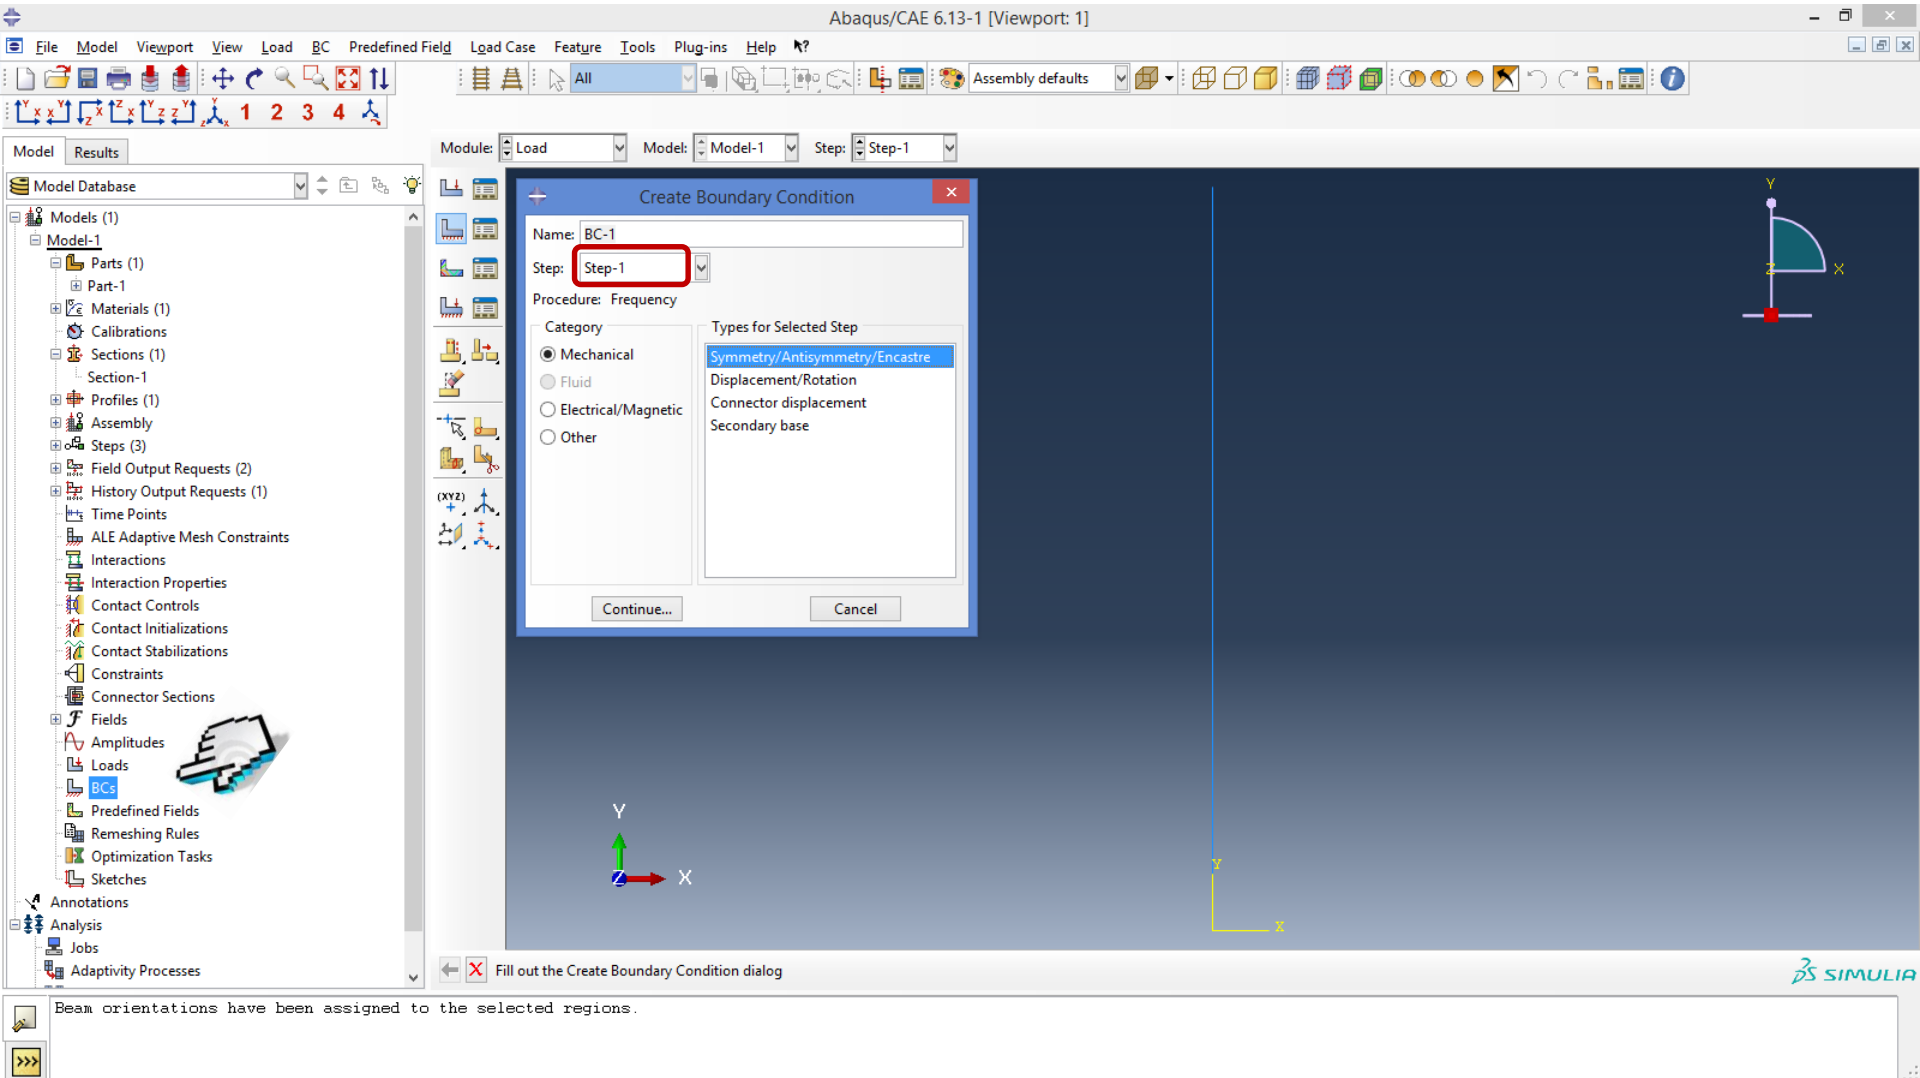 Abaqus/CAE 6.13-1 [Viewport: 1]
File Model Viewport View Load BC Predefined Field Load Case Feature Tools Plug-ins Help ?
All
Assembly defaults
1 2 3 4
Model Results
Module: Load Model: Model-1 Step: Step-1
Model Database
Models (1)
Model-1
Parts (1)
Part-1
Materials (1)
Calibrations
Sections (1)
Section-1
Profiles (1)
Assembly
Steps (3)
Field Output Requests (2)
History Output Requests (1)
Time Points
ALE Adaptive Mesh Constraints
Interactions
Interaction Properties
Contact Controls
Contact Initializations
Contact Stabilizations
Constraints
Connector Sections
Fields
Amplitudes
Loads
BCs
Predefined Fields
Remeshing Rules
Optimization Tasks
Sketches
Annotations
Analysis
Jobs
Adaptivity Processes
(XYZ)
Create Boundary Condition
Name: BC-1
Step: Step-1
Procedure: Frequency
Category
Mechanical
Fluid
Electrical/Magnetic
Other
Types for Selected Step
Symmetry/Antisymmetry/Encastre
Displacement/Rotation
Connector displacement
Secondary base
Continue... Cancel
Y
Z X
Y
Z X
Y
X
Fill out the Create Boundary Condition dialog
SIMULIA
Beam orientations have been assigned to the selected regions.
>>>